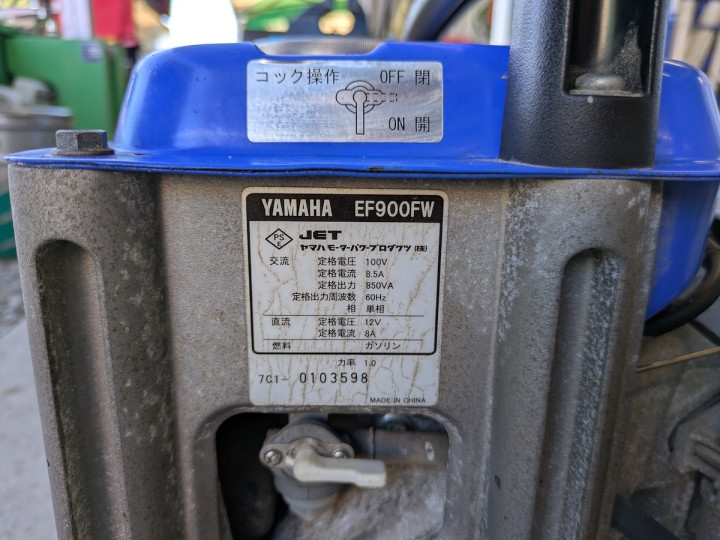 コック操作 OFF 閉
ON 開
YAMAHA EF900FW
PS E JET
ヤマハモーターパワープロダクツ(株)
交流 定格電圧 100V
定格電流 8.5A
定格出力 850VA
定格出力周波数 60Hz
相 単相
直流 定格電圧 12V
定格電流 8A
燃料 ガソリン
力率 1.0
7C1- 0103598
MADE IN CHINA